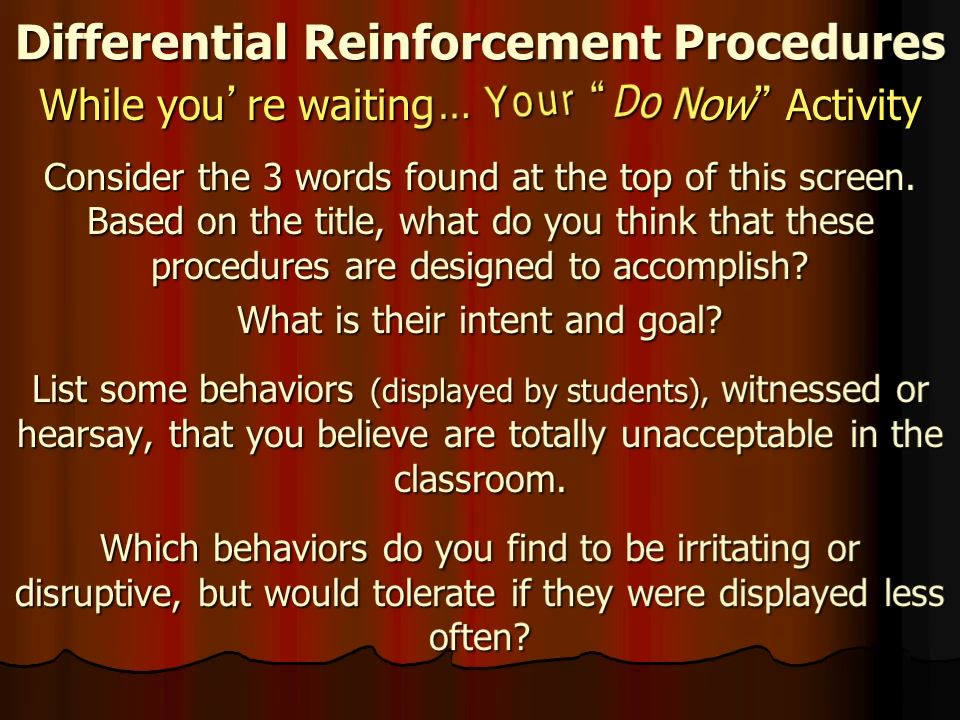 Differential Reinforcement Procedures
While you’re waiting… Your “Do Now” Activity
Consider the 3 words found at the top of this screen.
Based on the title, what do you think that these
procedures are designed to accomplish?
What is their intent and goal?
List some behaviors (displayed by students), witnessed or
hearsay, that you believe are totally unacceptable in the
classroom.
Which behaviors do you find to be irritating or
disruptive, but would tolerate if they were displayed less
often?